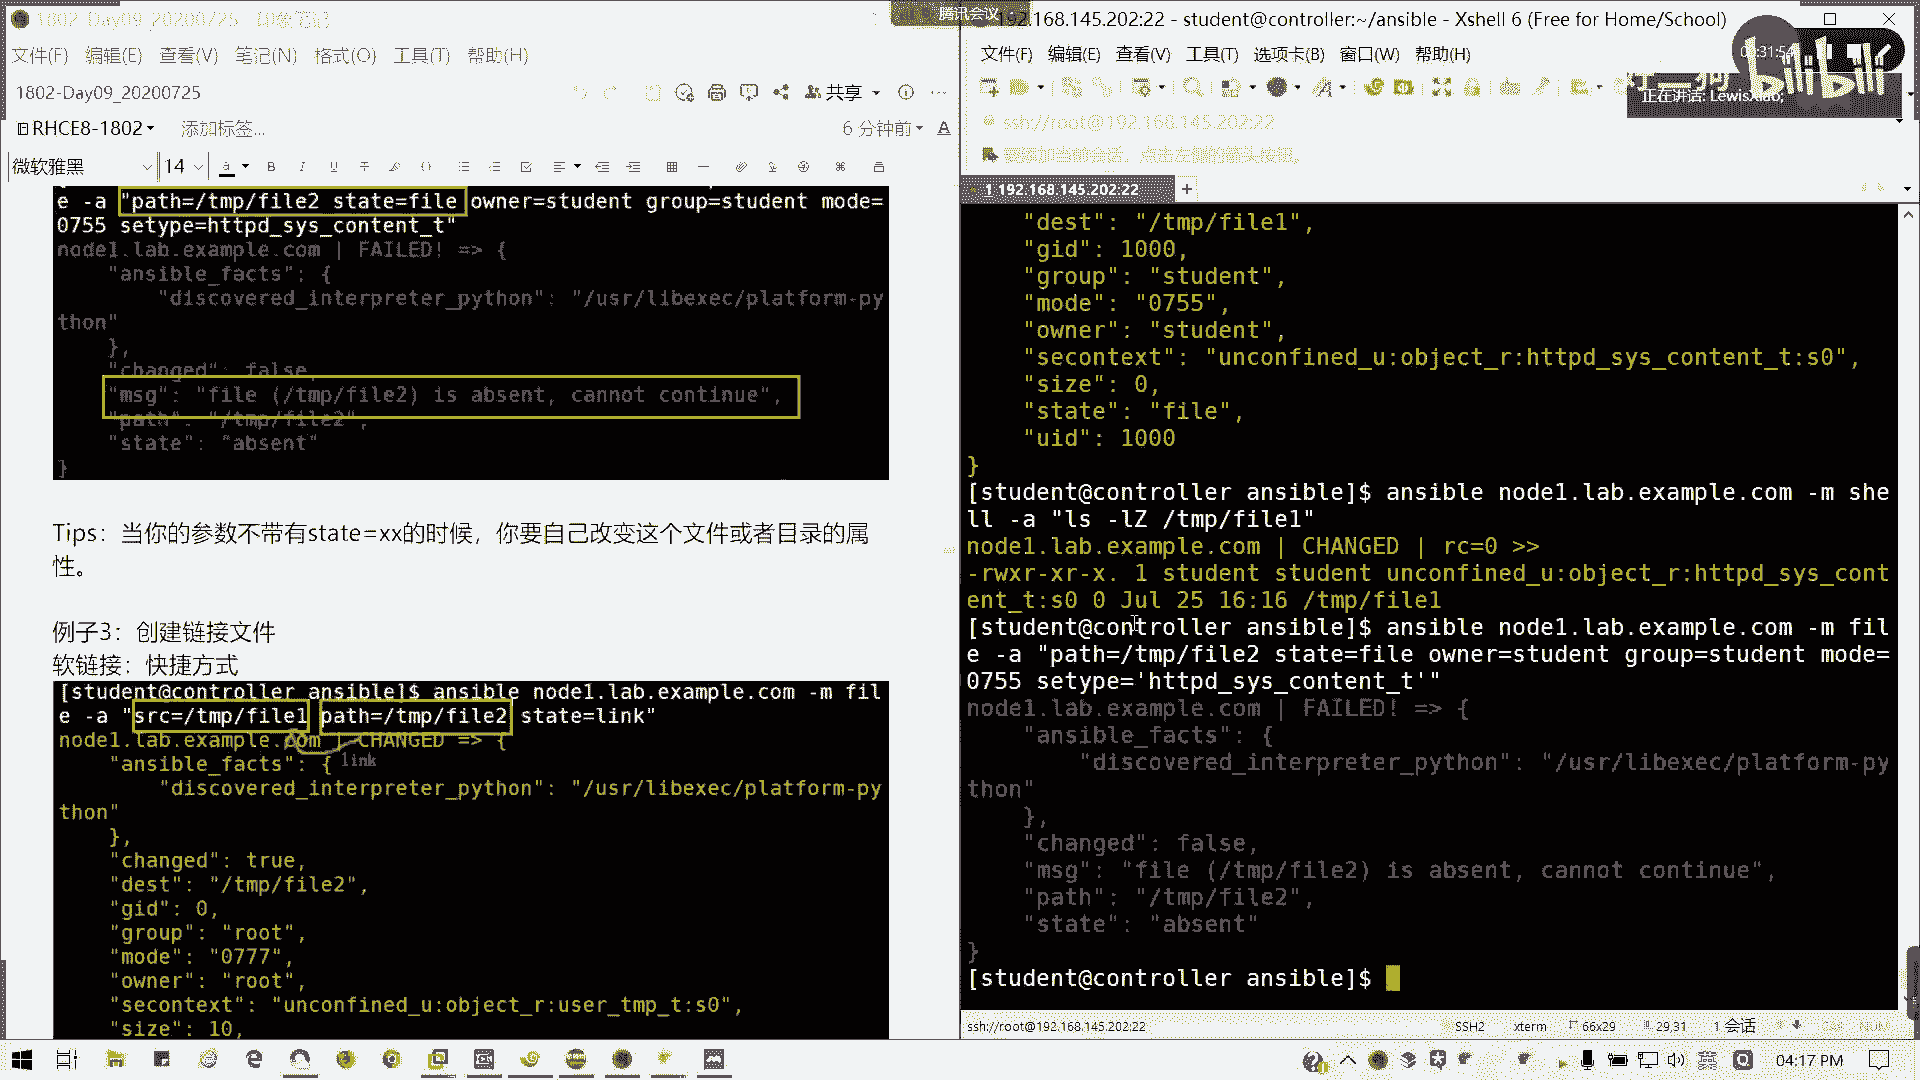 1802-Day09_20200725 - 印象笔记
文件(F) 编辑(E) 查看(V) 笔记(N) 格式(O) 工具(T) 帮助(H)
1802-Day09_20200725
共享
RHCE8-1802
添加标签...
6 分钟前
微软雅黑
14
e -a "path=/tmp/file2 state=file owner=student group=student mode=
0755 setype=httpd_sys_content_t"
node1.lab.example.com | FAILED! => {
"ansible_facts": {
"discovered_interpreter_python": "/usr/libexec/platform-py
thon"
},
"changed": false,
"msg": "file (/tmp/file2) is absent, cannot continue",
"path": "/tmp/file2",
"state": "absent"
}
Tips：当你的参数不带有state=xx的时候，你要自己改变这个文件或者目录的属
性。
例子3：创建链接文件
软链接：快捷方式
[student@controller ansible]$ ansible node1.lab.example.com -m fil
e -a "src=/tmp/file1 path=/tmp/file2 state=link"
node1.lab.example.com | CHANGED => {
link
"ansible_facts": {
"discovered_interpreter_python": "/usr/libexec/platform-py
thon"
},
"changed": true,
"dest": "/tmp/file2",
"gid": 0,
"group": "root",
"mode": "0777",
"owner": "root",
"secontext": "unconfined_u:object_r:user_tmp_t:s0",
"size": 10,
腾讯会议
192.168.145.202:22 - student@controller:~/ansible - Xshell 6 (Free for Home/School)
文件(F) 编辑(E) 查看(V) 工具(T) 选项卡(B) 窗口(W) 帮助(H)
bilibili
正在讲话: LewisXiao;
ssh://root@192.168.145.202:22
要添加当前会话，点击左侧的箭头按钮。
1 192.168.145.202:22
"dest": "/tmp/file1",
"gid": 1000,
"group": "student",
"mode": "0755",
"owner": "student",
"secontext": "unconfined_u:object_r:httpd_sys_content_t:s0",
"size": 0,
"state": "file",
"uid": 1000
}
[student@controller ansible]$ ansible node1.lab.example.com -m she
ll -a "ls -lZ /tmp/file1"
node1.lab.example.com | CHANGED | rc=0 >>
-rwxr-xr-x. 1 student student unconfined_u:object_r:httpd_sys_cont
ent_t:s0 0 Jul 25 16:16 /tmp/file1
[student@controller ansible]$ ansible node1.lab.example.com -m fil
e -a "path=/tmp/file2 state=file owner=student group=student mode=
0755 setype='httpd_sys_content_t'"
node1.lab.example.com | FAILED! => {
"ansible_facts": {
"discovered_interpreter_python": "/usr/libexec/platform-py
thon"
},
"changed": false,
"msg": "file (/tmp/file2) is absent, cannot continue",
"path": "/tmp/file2",
"state": "absent"
}
[student@controller ansible]$
ssh://root@192.168.145.202:22
SSH2 xterm 66x29 29,31 1 会话 CAP NUM
英
04:17 PM